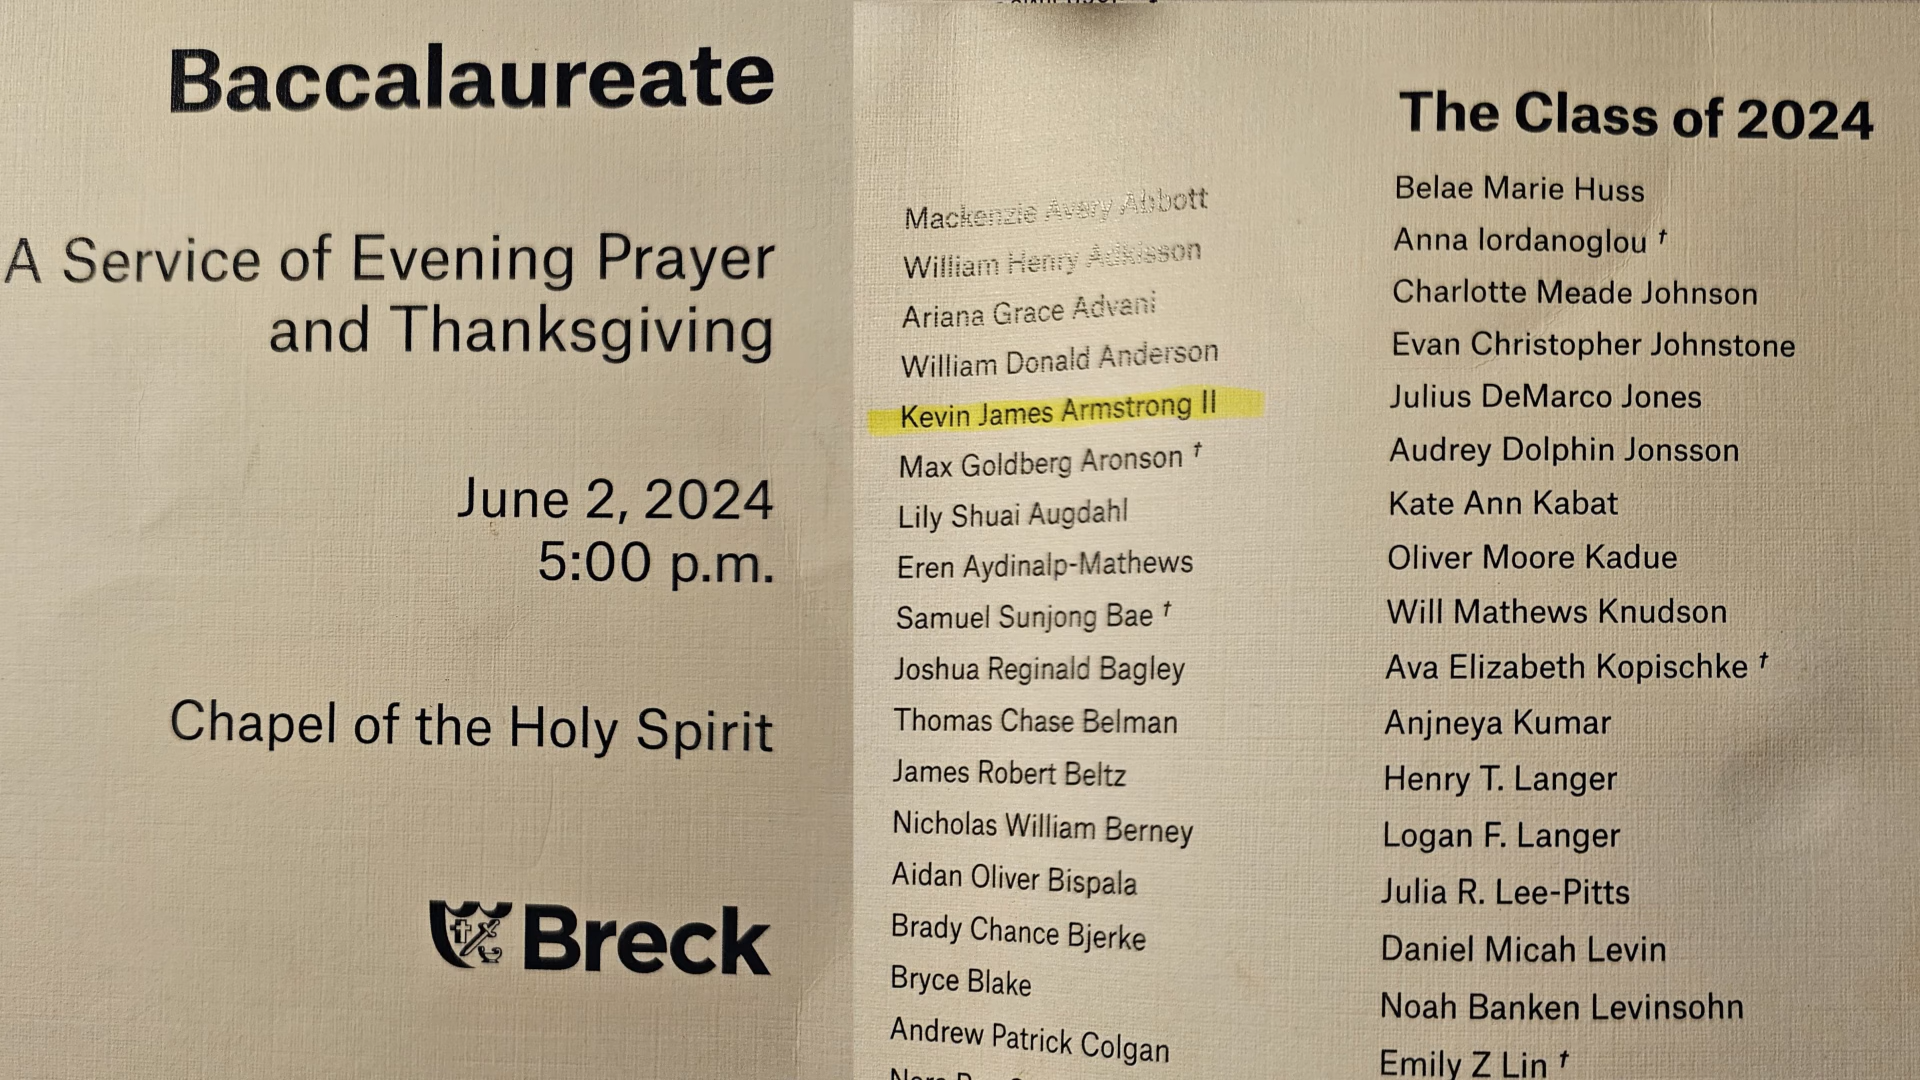 Baccalaureate
A Service of Evening Prayer
and Thanksgiving
June 2, 2024
5:00 p.m.
Chapel of the Holy Spirit
Breck
Mackenzie Avery Abbott
William Henry Adkisson
Ariana Grace Advani
William Donald Anderson
Kevin James Armstrong II
Max Goldberg Aronson †
Lily Shuai Augdahl
Eren Aydinalp-Mathews
Samuel Sunjong Bae †
Joshua Reginald Bagley
Thomas Chase Belman
James Robert Beltz
Nicholas William Berney
Aidan Oliver Bispala
Brady Chance Bjerke
Bryce Blake
Andrew Patrick Colgan
The Class of 2024
Belae Marie Huss
Anna Iordanoglou †
Charlotte Meade Johnson
Evan Christopher Johnstone
Julius DeMarco Jones
Audrey Dolphin Jonsson
Kate Ann Kabat
Oliver Moore Kadue
Will Mathews Knudson
Ava Elizabeth Kopischke †
Anjneya Kumar
Henry T. Langer
Logan F. Langer
Julia R. Lee-Pitts
Daniel Micah Levin
Noah Banken Levinsohn
Emily Z Lin †